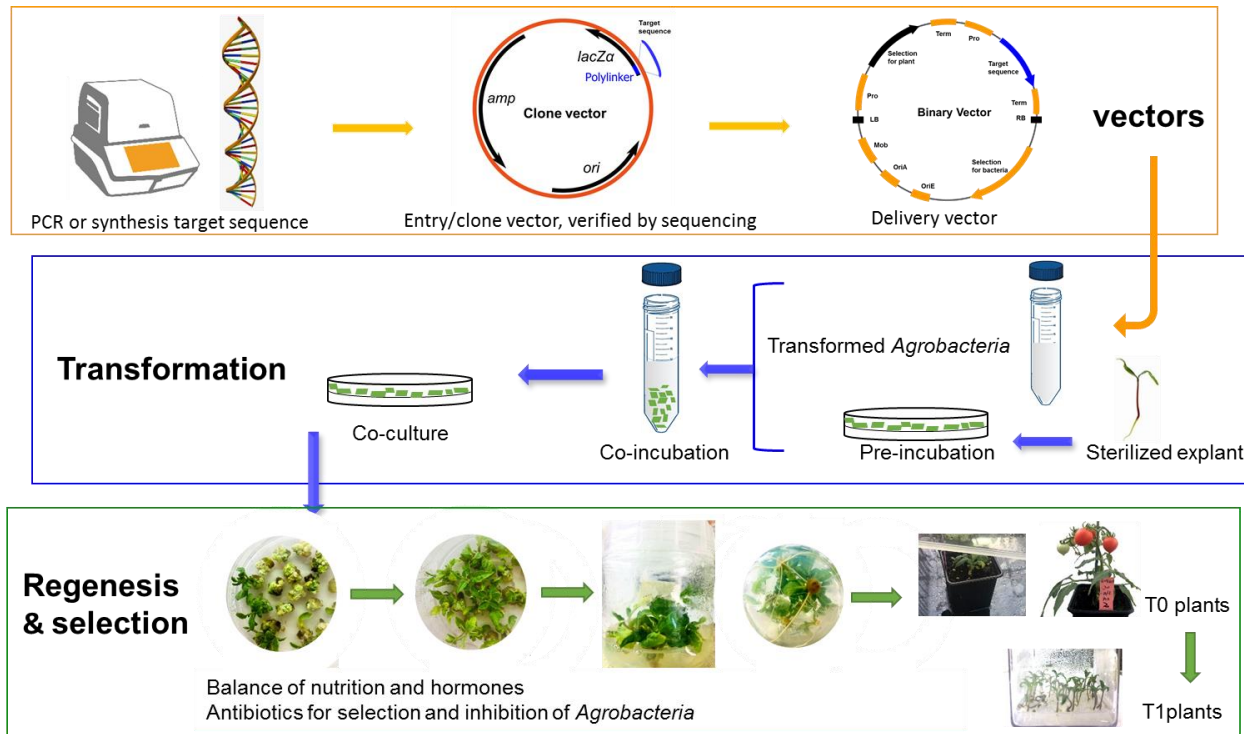 PCR or synthesis target sequence
Target
sequence
lacZα
Polylinker
amp
Clone vector
ori
Entry/clone vector, verified by sequencing
Term
Pro
Selection
for plant
Target
sequence
Pro
Term
LB
Binary Vector
RB
Mob
Selection
for bacteria
OriA
OriE
Delivery vector
vectors
Transformation
Transformed Agrobacteria
Co-culture
Co-incubation
Pre-incubation
Sterilized explant
Regenesis
& selection
T0 plants
T1plants
Balance of nutrition and hormones
Antibiotics for selection and inhibition of Agrobacteria